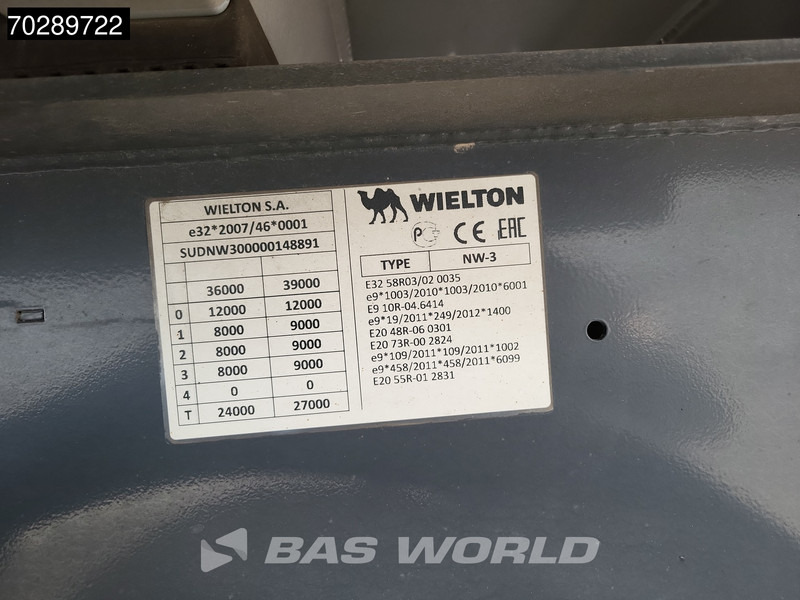 70289722
WIELTON S.A.
e32*2007/46*0001
SUDNW300000148891
36000 39000
0 12000 12000
1 8000 9000
2 8000 9000
3 8000 9000
4 0 0
T 24000 27000
WIELTON
CE EAC
TYPE NW-3
E32 58R03/02 0035
e9*1003/2010*1003/2010*6001
E9 10R-04.6414
e9*19/2011*249/2012*1400
E20 48R-06 0301
E20 73R-00 2824
e9*109/2011*109/2011*1002
e9*458/2011*458/2011*6099
E20 55R-01 2831
BAS WORLD